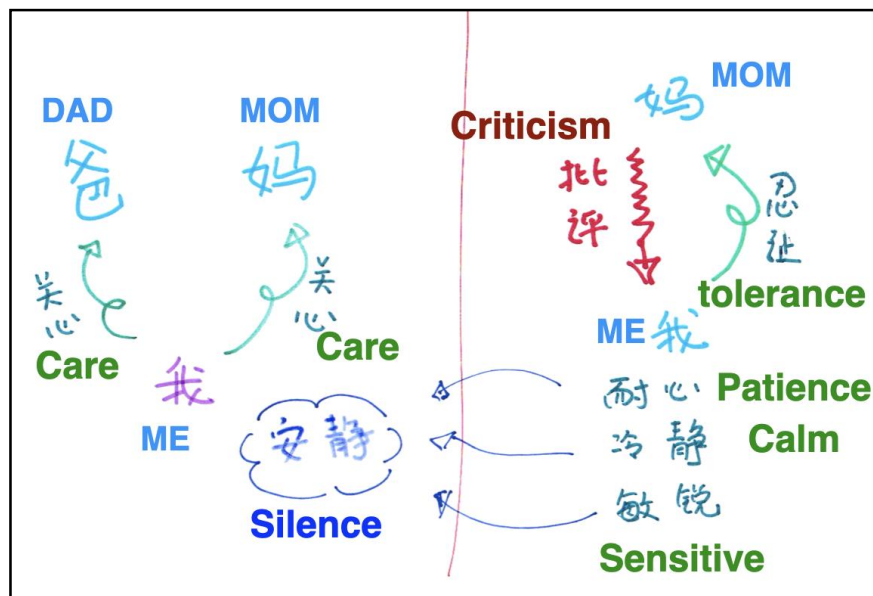 DAD
爸
关心
Care
MOM
妈
关心
Care
我
ME
安静
Silence
MOM
妈
Criticism
批评
忍让
tolerance
ME 我
耐心 Patience
冷静 Calm
敏锐
Sensitive